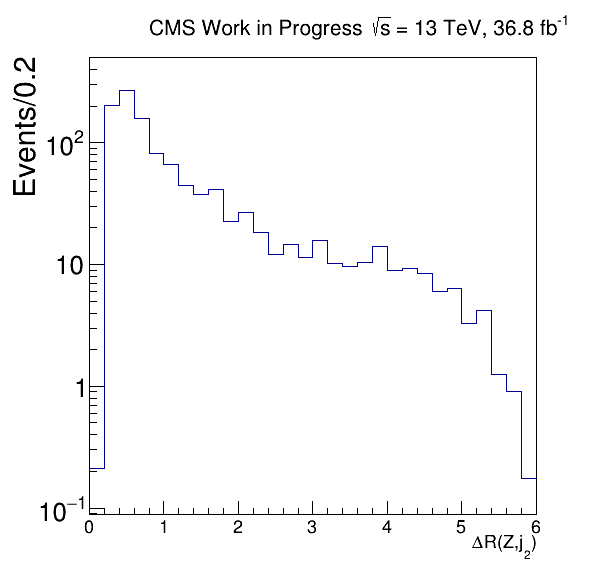 CMS Work in Progress √s = 13 TeV, 36.8 fb⁻¹
Events/0.2
10²
10
1
10⁻¹
0 1 2 3 4 5 6
ΔR(Z,j₂)